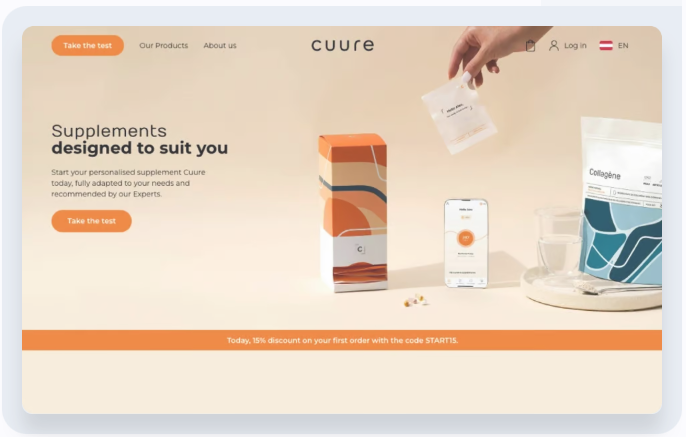 Take the test
Our Products
About us
cuure
Log in
EN
Supplements
designed to suit you
Start your personalised supplement Cuure
today, fully adapted to your needs and
recommended by our Experts.
Take the test
Collagène
C
Today, 15% discount on your first order with the code START15.